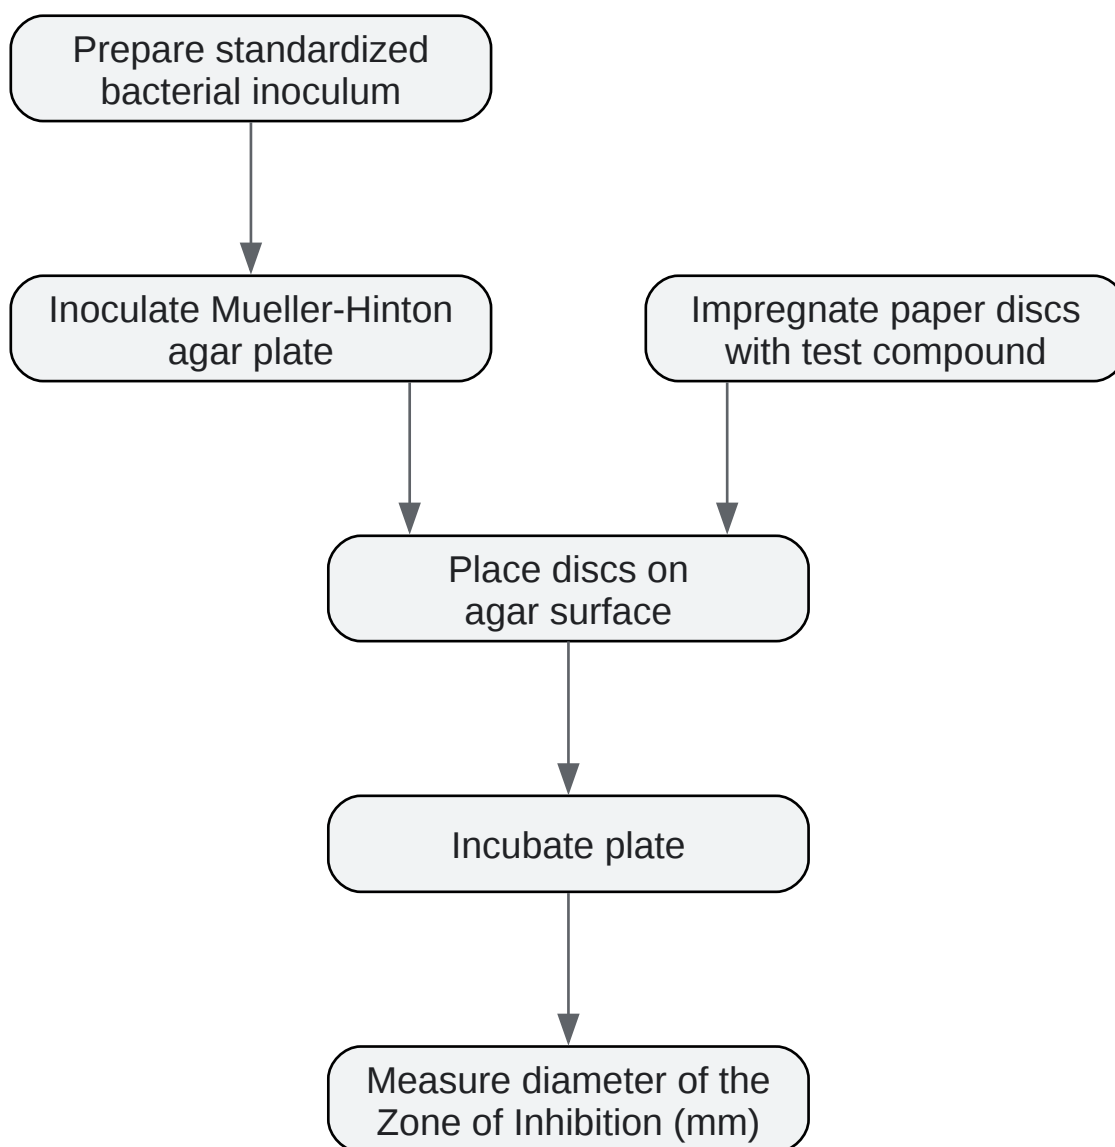 Prepare standardized
bacterial inoculum
Inoculate Mueller-Hinton
agar plate
Impregnate paper discs
with test compound
Place discs on
agar surface
Incubate plate
Measure diameter of the
Zone of Inhibition (mm)